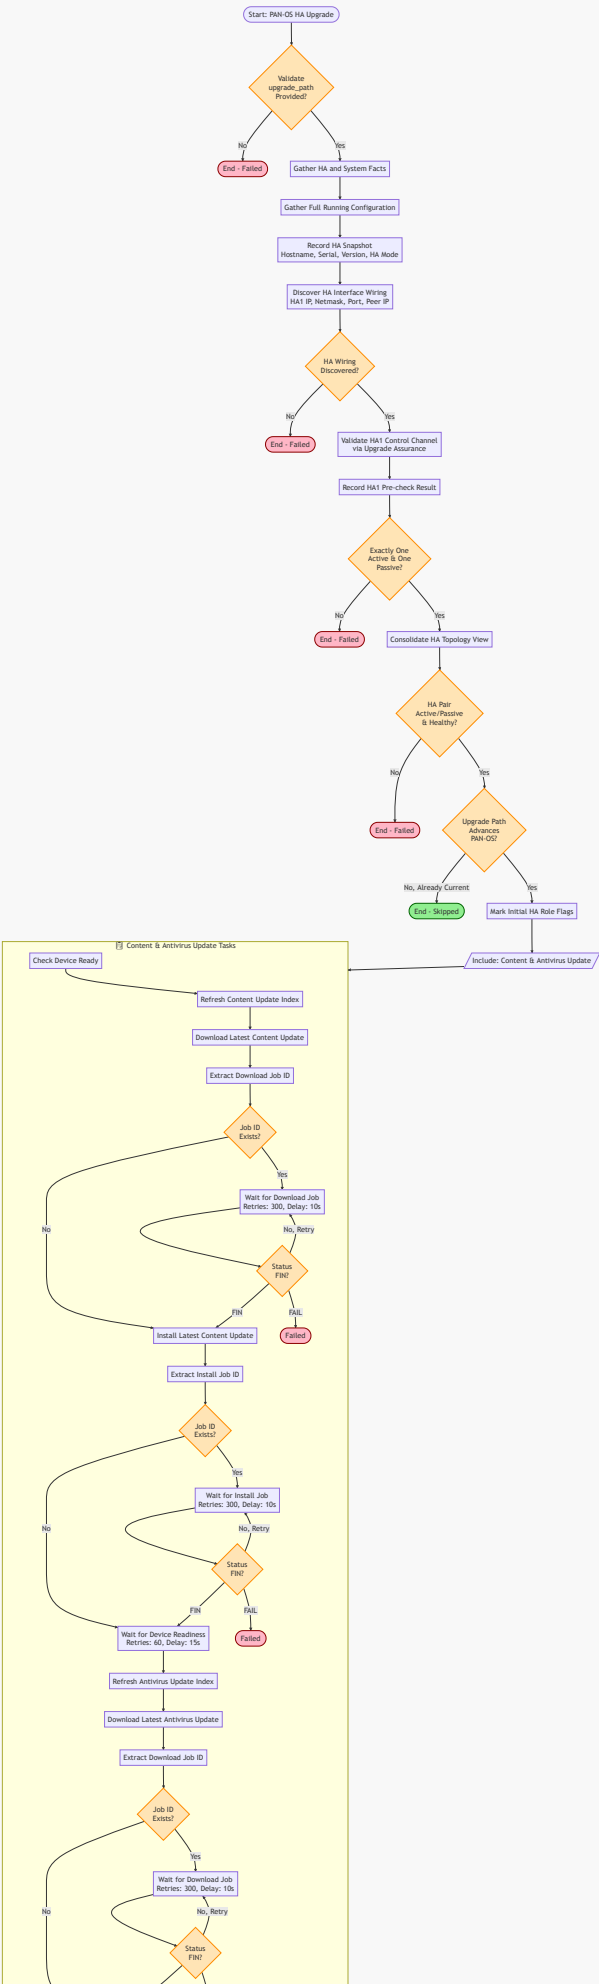 Start: PAN-OS HA Upgrade
Validate
upgrade_path
Provided?
No
Yes
End - Failed
Gather HA and System Facts
Gather Full Running Configuration
Record HA Snapshot
Hostname, Serial, Version, HA Mode
Discover HA Interface Wiring
HA1 IP, Netmask, Port, Peer IP
HA Wiring
Discovered?
No
Yes
End - Failed
Validate HA1 Control Channel
via Upgrade Assurance
Record HA1 Pre-check Result
Exactly One
Active & One
Passive?
No
Yes
End - Failed
Consolidate HA Topology View
HA Pair
Active/Passive
& Healthy?
No
Yes
End - Failed
Upgrade Path
Advances
PAN-OS?
No, Already Current
Yes
End - Skipped
Mark Initial HA Role Flags
Include: Content & Antivirus Update
Content & Antivirus Update Tasks
Check Device Ready
Refresh Content Update Index
Download Latest Content Update
Extract Download Job ID
Job ID
Exists?
Yes
No
Wait for Download Job
Retries: 300, Delay: 10s
No, Retry
Status
FIN?
FIN
FAIL
Install Latest Content Update
Failed
Extract Install Job ID
Job ID
Exists?
Yes
No
Wait for Install Job
Retries: 300, Delay: 10s
No, Retry
Status
FIN?
FIN
FAIL
Wait for Device Readiness
Retries: 60, Delay: 15s
Failed
Refresh Antivirus Update Index
Download Latest Antivirus Update
Extract Download Job ID
Job ID
Exists?
Yes
No
Wait for Download Job
Retries: 300, Delay: 10s
No, Retry
Status
FIN?